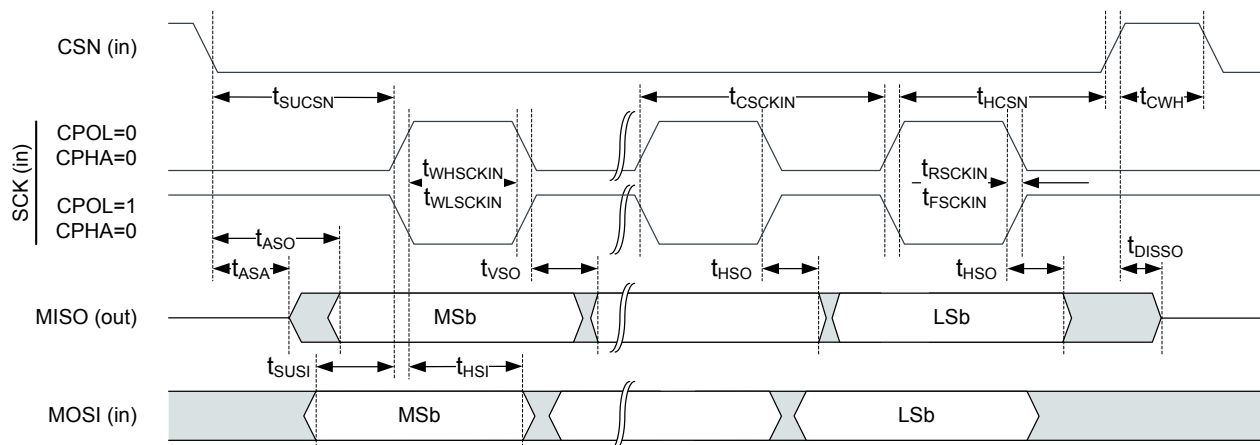 CSN (in)
tSUCSN
tCSCKIN
tHCSN
tCWH
SCK (in)
CPOL=0
CPHA=0
tWHSCKIN
tWLSCKIN
tRSCKIN
tFSCKIN
CPOL=1
CPHA=0
tASO
tASA
tVSO
tHSO
tHSO
tDISSO
MISO (out)
MSb
LSb
tSUSI
tHSI
MOSI (in)
MSb
LSb